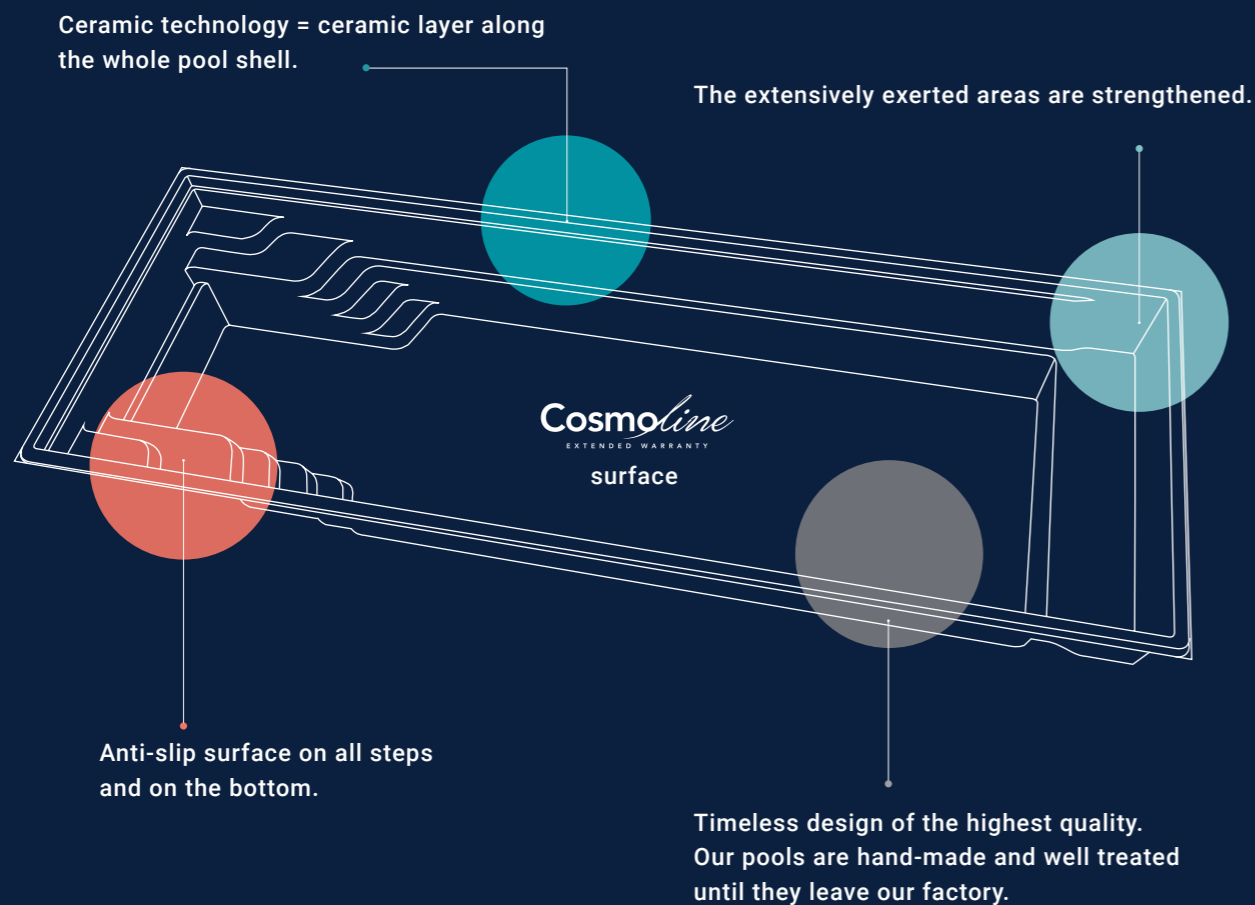 Ceramic technology = ceramic layer along
the whole pool shell.
The extensively exerted areas are strengthened.
Cosmoline
EXTENDED WARRANTY
surface
Anti-slip surface on all steps
and on the bottom.
Timeless design of the highest quality.
Our pools are hand-made and well treated
until they leave our factory.